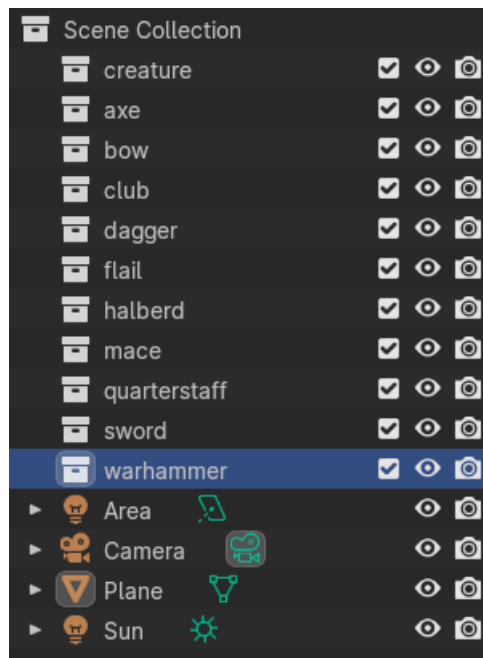 Scene Collection
creature
axe
bow
club
dagger
flail
halberd
mace
quarterstaff
sword
warhammer
Area
Camera
Plane
Sun